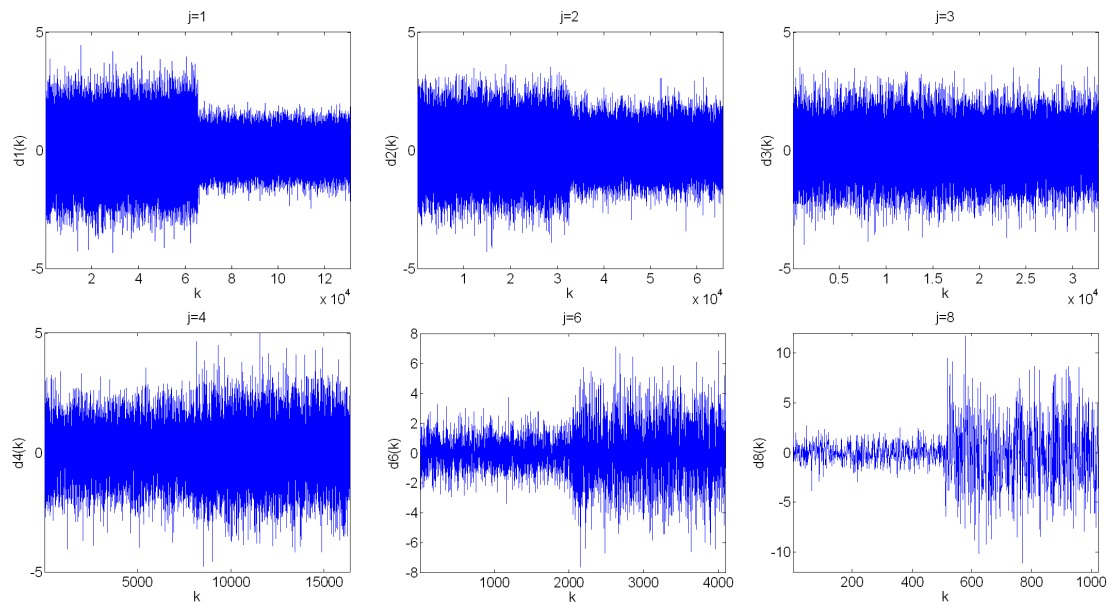 j=1
5
0
-5
d1(k)
2 4 6 8 10 12
k
x 10^4
j=2
5
0
-5
d2(k)
1 2 3 4 5 6
k
x 10^4
j=3
5
0
-5
d3(k)
0.5 1 1.5 2 2.5 3
k
x 10^4
j=4
5
0
-5
d4(k)
5000 10000 15000
k
j=6
8
6
4
2
0
-2
-4
-6
-8
d6(k)
1000 2000 3000 4000
k
j=8
10
5
0
-5
-10
d8(k)
200 400 600 800 1000
k